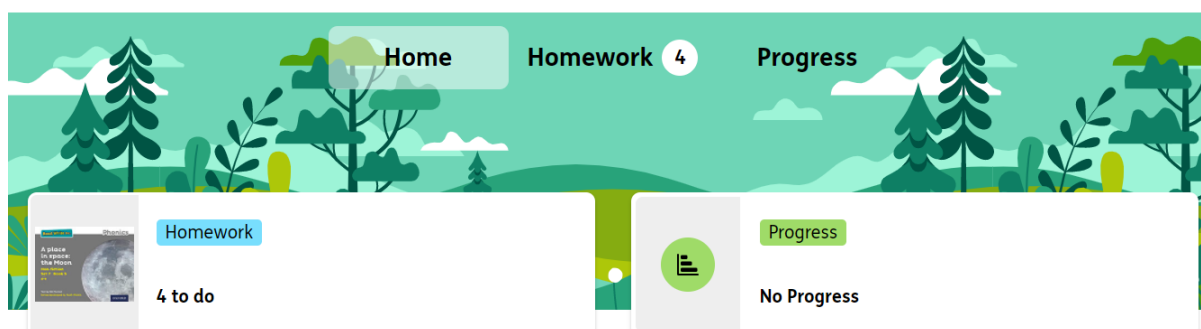 Home
Homework 4
Progress
Homework
4 to do
Phonics
A place
in space:
the Moon
Progress
No Progress